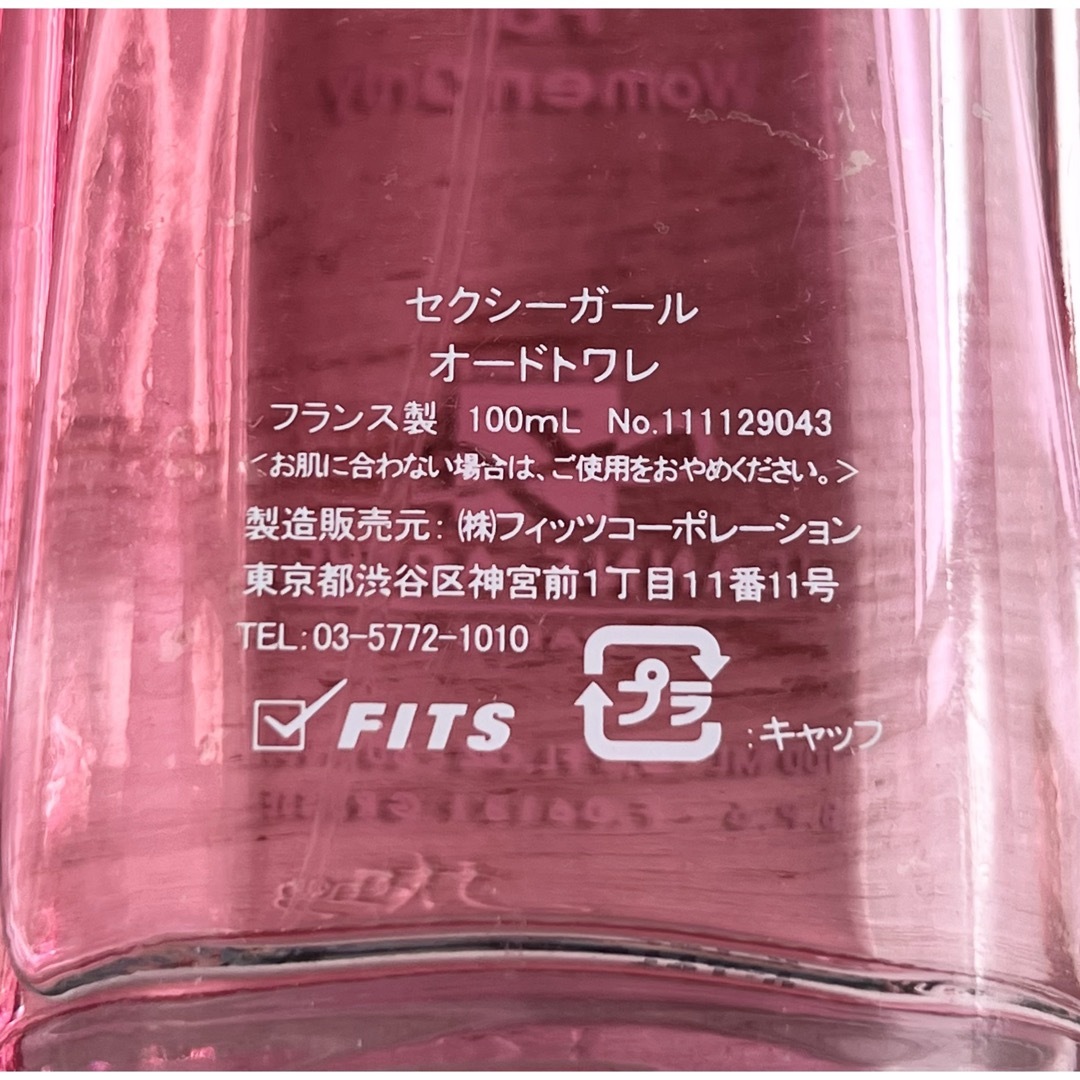 Women Only
セクシーガール
オードトワレ
フランス製 100mL No.111129043
<お肌に合わない場合は、ご使用をおやめください。>
製造販売元:(株)フィッツコーポレーション
東京都渋谷区神宮前1丁目11番11号
TEL:03-5772-1010
FITS
プラ
:キャップ